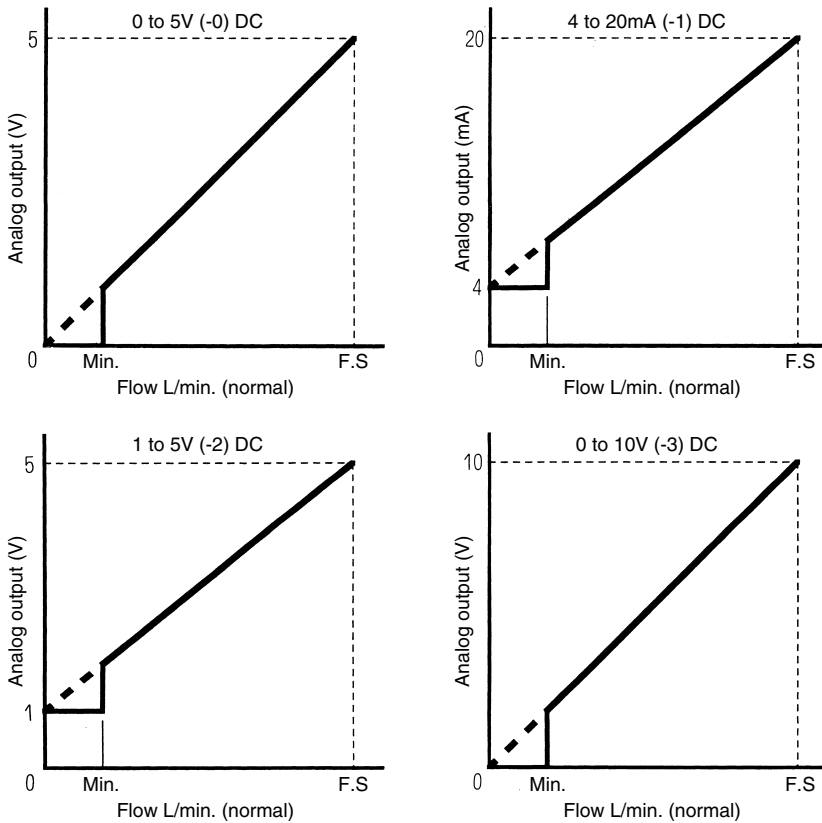 0 to 5V (-0) DC
5
Analog output (V)
0
Min.
F.S
Flow L/min. (normal)
4 to 20mA (-1) DC
20
Analog output (mA)
4
0
Min.
F.S
Flow L/min. (normal)
1 to 5V (-2) DC
5
Analog output (V)
1
0
Min.
F.S
Flow L/min. (normal)
0 to 10V (-3) DC
10
Analog output (V)
0
Min.
F.S
Flow L/min. (normal)